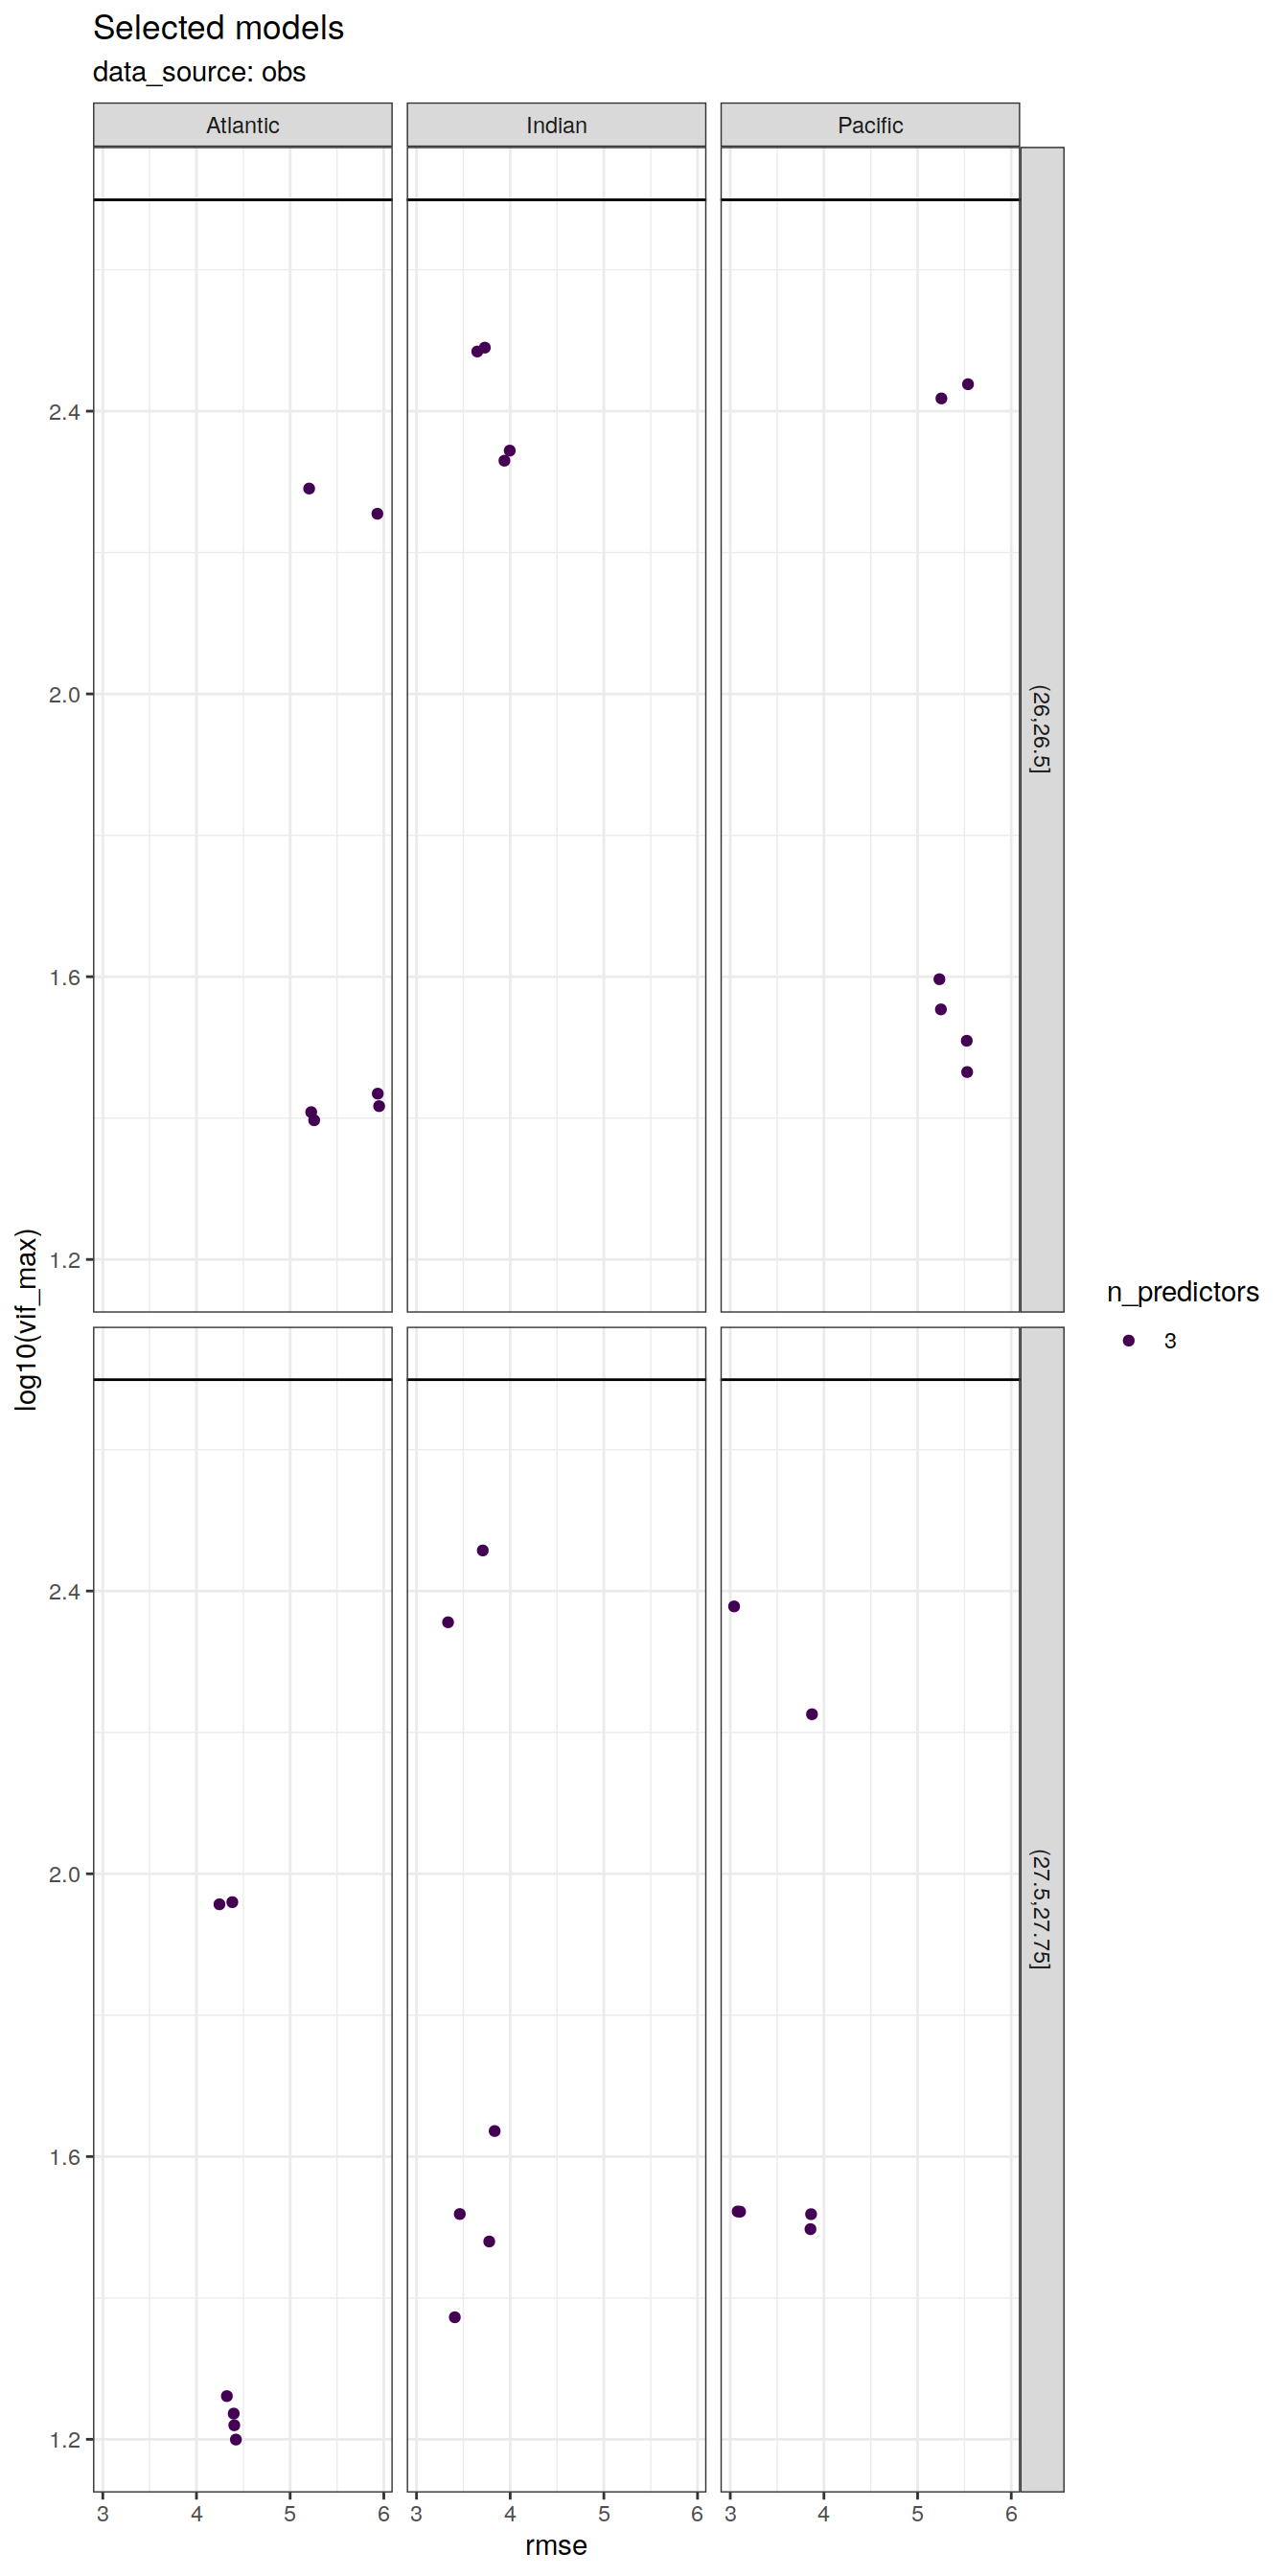 Selected models
data_source: obs
Atlantic
Indian
Pacific
2.4
2.0
1.6
1.2
(26,26.5]
log10(vif_max)
n_predictors
3
2.4
2.0
1.6
1.2
(27.5,27.75]
3 4 5 6
3 4 5 6
3 4 5 6
rmse